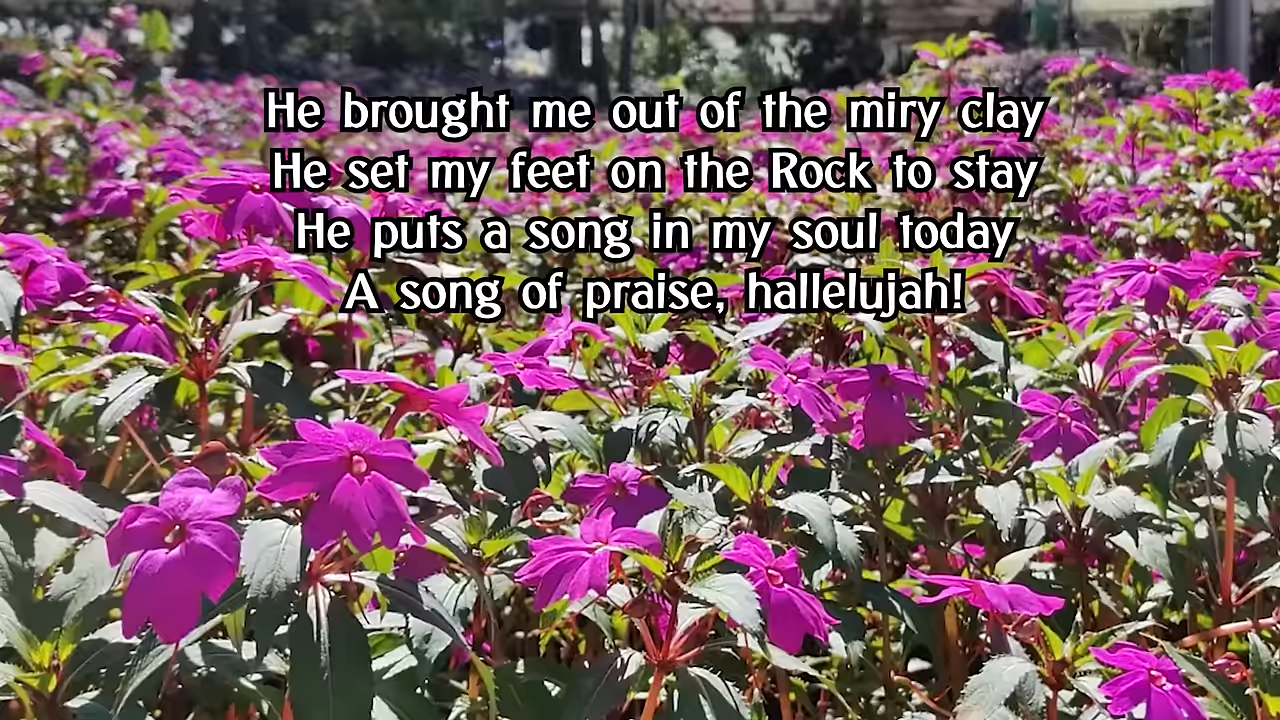 He brought me out of the miry clay
He set my feet on the Rock to stay
He puts a song in my soul today
A song of praise, hallelujah!